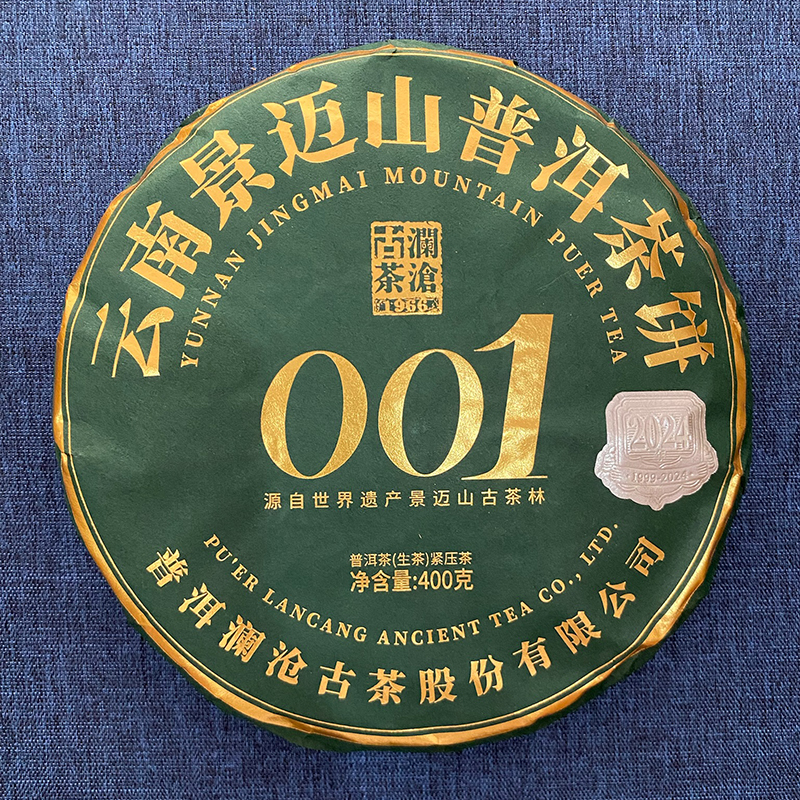 云南景迈山普洱茶饼
YUNNAN JINGMAI MOUNTAIN PUER TEA
瀾滄
古茶
1966
001
源自世界遗产景迈山古茶林
2024
·1999-2024·
普洱茶(生茶)紧压茶
净含量:400克
PU'ER LANCANG ANCIENT TEA CO., LTD.
普洱澜沧古茶股份有限公司